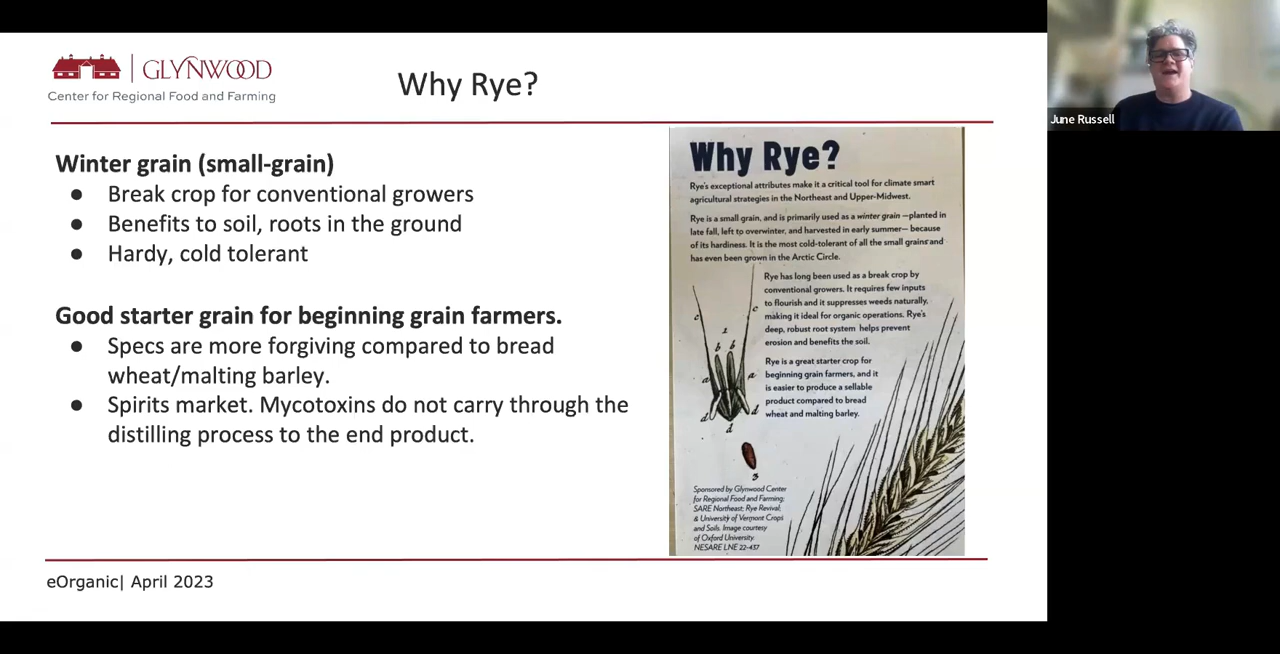 GLYNWOOD
Center for Regional Food and Farming
Why Rye?
June Russell
Winter grain (small-grain)
● Break crop for conventional growers
● Benefits to soil, roots in the ground
● Hardy, cold tolerant
Good starter grain for beginning grain farmers.
● Specs are more forgiving compared to bread
wheat/malting barley.
● Spirits market. Mycotoxins do not carry through the
distilling process to the end product.
Why Rye?
Rye's exceptional attributes make it a critical tool for climate smart
agricultural strategies in the Northeast and Upper-Midwest.
Rye is a small grain, and is primarily used as a winter grain —planted in
late fall, left to overwinter, and harvested in early summer— because
of its hardiness. It is the most cold-tolerant of all the small grains and
has even been grown in the Arctic Circle.
Rye has long been used as a break crop by
conventional growers. It requires few inputs
to flourish and it suppresses weeds naturally,
making it ideal for organic operations. Rye's
deep, robust root system helps prevent
erosion and benefits the soil.
Rye is a great starter crop for
beginning grain farmers, and it
is easier to produce a sellable
product compared to bread
wheat and malting barley.
c
c
2
b b
a
a
d
d
d
3
Sponsored by Glynwood Center
for Regional Food and Farming;
SARE Northeast; Rye Revival;
& University of Vermont Crops
and Soils. Image courtesy
of Oxford University.
NESARE LNE 22-437
eOrganic| April 2023